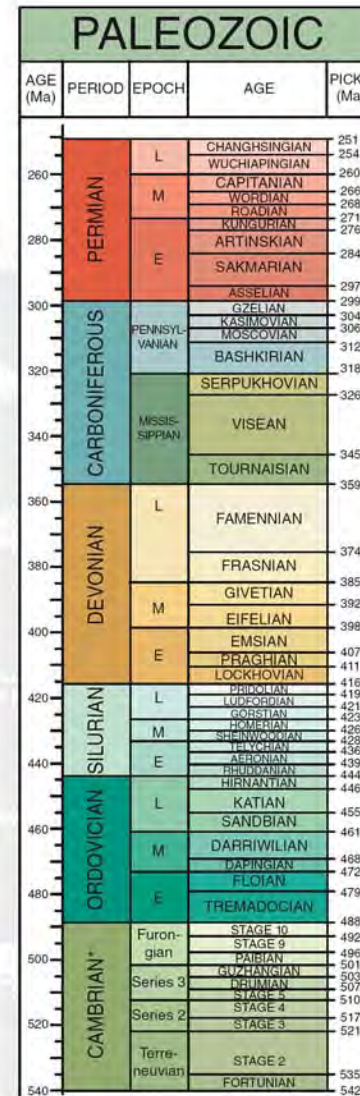 PALEOZOIC
AGE
(Ma)
PERIOD
EPOCH
AGE
PICK
(Ma
260
280
300
320
340
360
380
400
420
440
460
480
500
520
540
PERMIAN
CARBONIFEROUS
DEVONIAN
SILURIAN
ORDOVICIAN
CAMBRIAN*
L
M
E
PENNSYL-
VANIAN
MISSIS-
SIPPIAN
L
M
E
L
M
E
L
M
E
Furon-
gian
Series 3
Series 2
Terre-
neuvian
CHANGHSINGIAN
WUCHIAPINGIAN
CAPITANIAN
WORDIAN
ROADIAN
KUNGURIAN
ARTINSKIAN
SAKMARIAN
ASSELIAN
GZELIAN
KASIMOVIAN
MOSCOVIAN
BASHKIRIAN
SERPUKHOVIAN
VISEAN
TOURNAISIAN
FAMENNIAN
FRASNIAN
GIVETIAN
EIFELIAN
EMSIAN
PRAGHIAN
LOCKHOVIAN
PRIDOLIAN
LUDFORDIAN
GORSTIAN
HOMERIAN
SHEINWOODIAN
TELYCHIAN
AERONIAN
RHUDDANIAN
HIRNANTIAN
KATIAN
SANDBIAN
DARRIWILIAN
DAPINGIAN
FLOIAN
TREMADOCIAN
STAGE 10
STAGE 9
PAIBIAN
GUZHANGIAN
DRUMIAN
STAGE 5
STAGE 4
STAGE 3
STAGE 2
FORTUNIAN
251
254
260
266
268
271
276
284
297
299
304
306
312
318
326
345
359
374
385
392
398
407
411
416
419
421
423
426
428
436
439
444
446
455
461
468
472
479
488
492
496
501
503
507
510
517
521
535
542